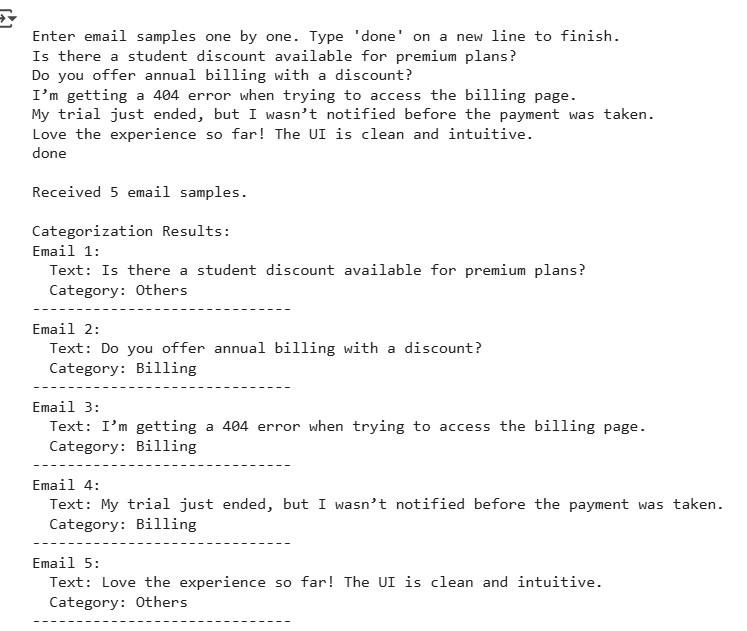 Enter email samples one by one. Type 'done' on a new line to finish.
Is there a student discount available for premium plans?
Do you offer annual billing with a discount?
I’m getting a 404 error when trying to access the billing page.
My trial just ended, but I wasn’t notified before the payment was taken.
Love the experience so far! The UI is clean and intuitive.
done

Received 5 email samples.

Categorization Results:
Email 1:
  Text: Is there a student discount available for premium plans?
  Category: Others
------------------------------
Email 2:
  Text: Do you offer annual billing with a discount?
  Category: Billing
------------------------------
Email 3:
  Text: I’m getting a 404 error when trying to access the billing page.
  Category: Billing
------------------------------
Email 4:
  Text: My trial just ended, but I wasn’t notified before the payment was taken.
  Category: Billing
------------------------------
Email 5:
  Text: Love the experience so far! The UI is clean and intuitive.
  Category: Others
------------------------------